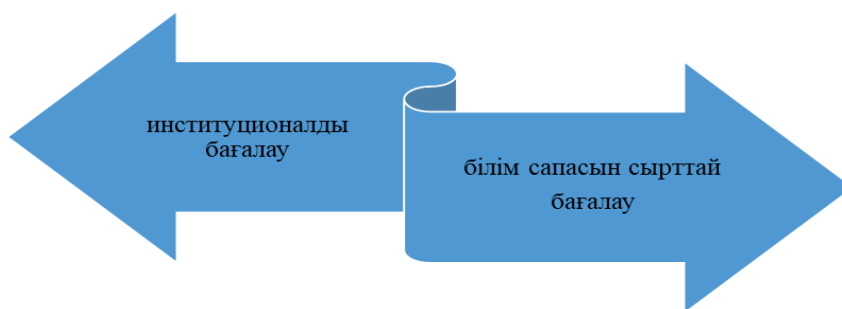 институционалды
бағалау
білім сапасын сырттай
бағалау